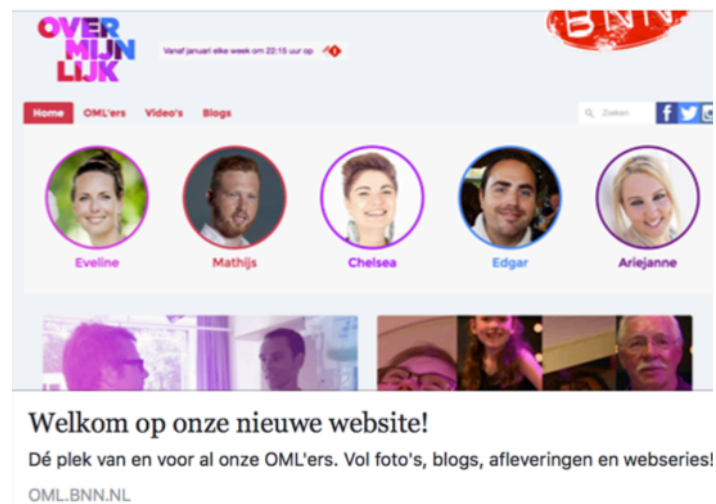 OVER
MIJN
LIJK
Vanaf januari elke week om 22:15 uur op
BNN
Home OML'ers Video's Blogs
Zoeken
Eveline Mathijs Chelsea Edgar Ariejanne
Welkom op onze nieuwe website!
Dé plek van en voor al onze OML'ers. Vol foto's, blogs, afleveringen en webseries!
OML.BNN.NL